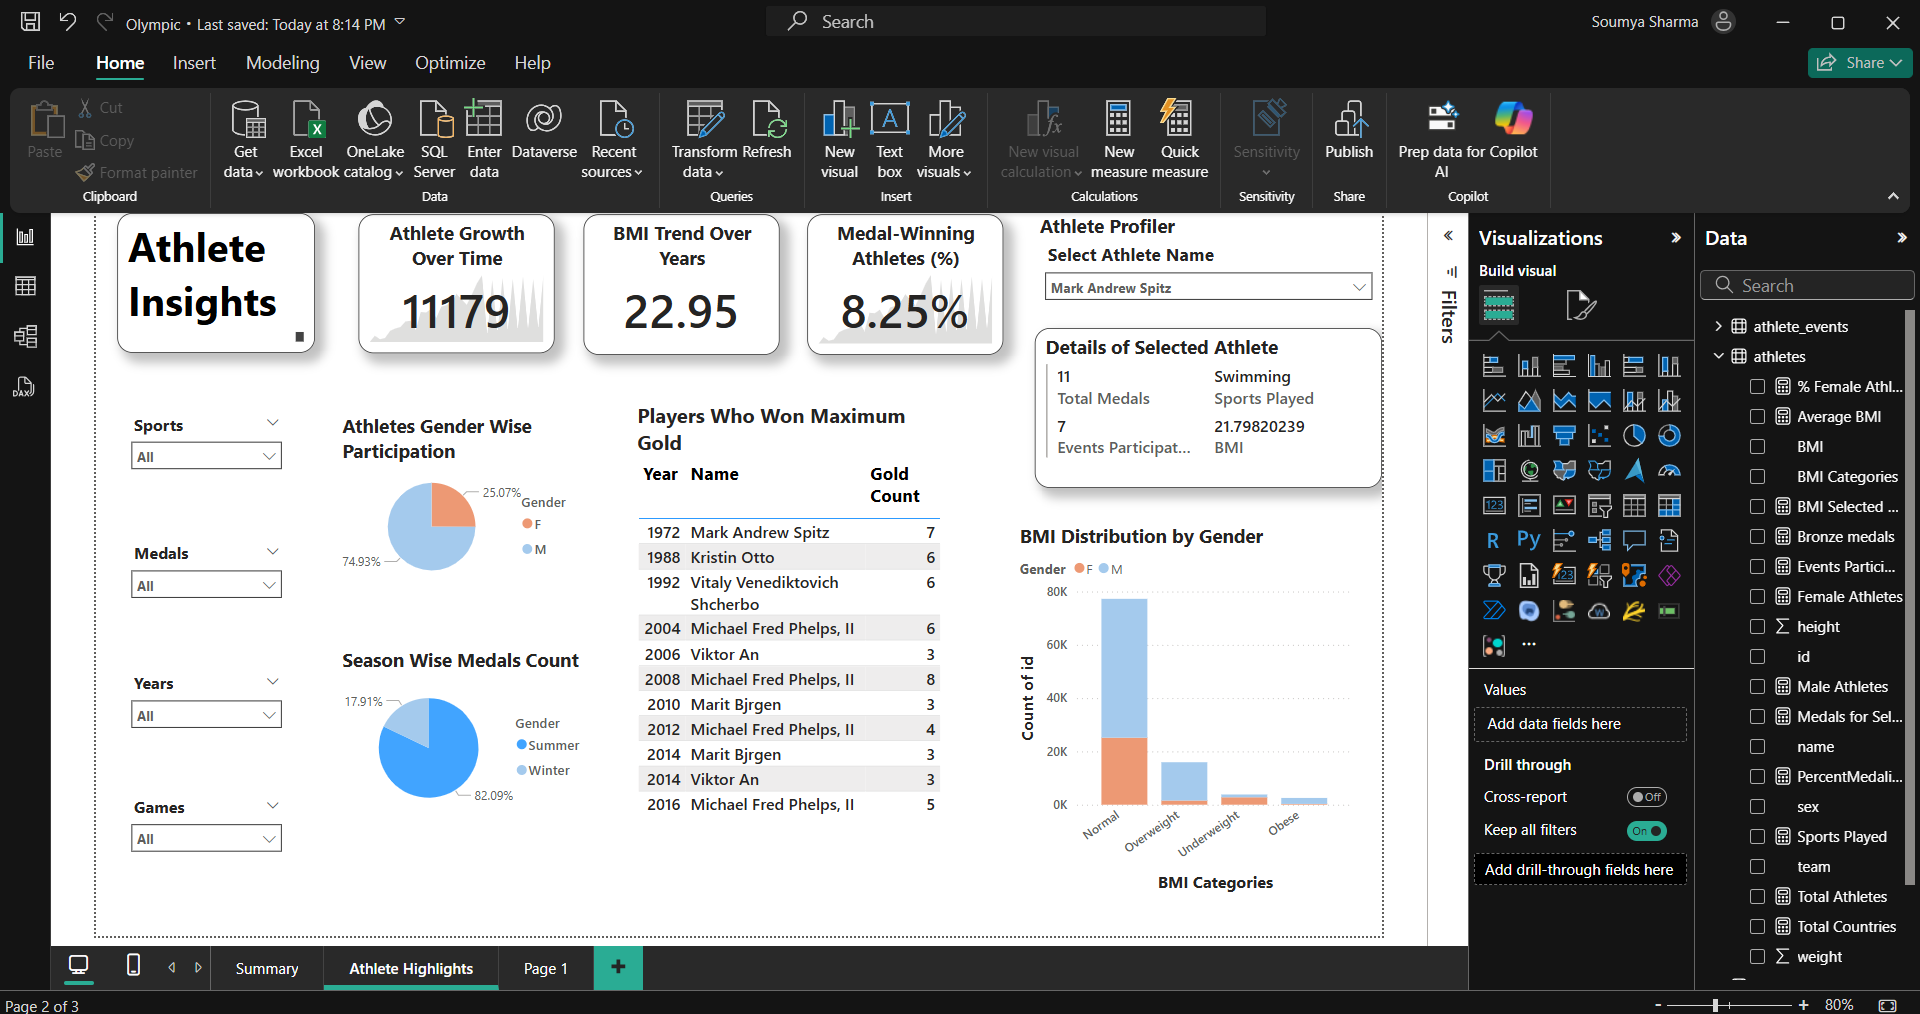 Olympic • Last saved: Today at 8:14 PM
Search
Soumya Sharma
File
Home
Insert
Modeling
View
Optimize
Help
Share
Paste
Cut
Copy
Format painter
Clipboard
Get data
Excel workbook
OneLake catalog
SQL Server
Enter data
Dataverse
Recent sources
Data
Transform data
Refresh
Queries
New visual
Text box
More visuals
Insert
New visual calculation
New measure
Quick measure
Calculations
Sensitivity
Sensitivity
Publish
Share
Prep data for AI
Copilot
Copilot
Athlete
Insights
Athlete Growth
Over Time
11179
BMI Trend Over
Years
22.95
Medal-Winning
Athletes (%)
8.25%
Athlete Profiler
Select Athlete Name
Mark Andrew Spitz
Details of Selected Athlete
11
Total Medals
Swimming
Sports Played
7
Events Participat...
21.79820239
BMI
Sports
All
Medals
All
Years
All
Games
All
Athletes Gender Wise
Participation
25.07%
74.93%
Gender
F
M
Season Wise Medals Count
17.91%
82.09%
Gender
Summer
Winter
Players Who Won Maximum
Gold
Year Name Gold Count
1972 Mark Andrew Spitz 7
1988 Kristin Otto 6
1992 Vitaly Venediktovich Shcherbo 6
2004 Michael Fred Phelps, II 6
2006 Viktor An 3
2008 Michael Fred Phelps, II 8
2010 Marit Bjrgen 3
2012 Michael Fred Phelps, II 4
2014 Marit Bjrgen 3
2014 Viktor An 3
2016 Michael Fred Phelps, II 5
BMI Distribution by Gender
Gender F M
80K
60K
40K
20K
0K
Count of id
Normal
Overweight
Underweight
Obese
BMI Categories
Filters
Visualizations
Build visual
123
R
Py
123
Values
Add data fields here
Drill through
Cross-report
Off
Keep all filters
On
Add drill-through fields here
Data
Search
athlete_events
athletes
% Female Athl...
Average BMI
BMI
BMI Categories
BMI Selected ...
Bronze medals
Events Partici...
Female Athletes
height
id
Male Athletes
Medals for Sel...
name
PercentMedali...
sex
Sports Played
team
Total Athletes
Total Countries
weight
DAX
Summary
Athlete Highlights
Page 1
+
Page 2 of 3
- + 80%